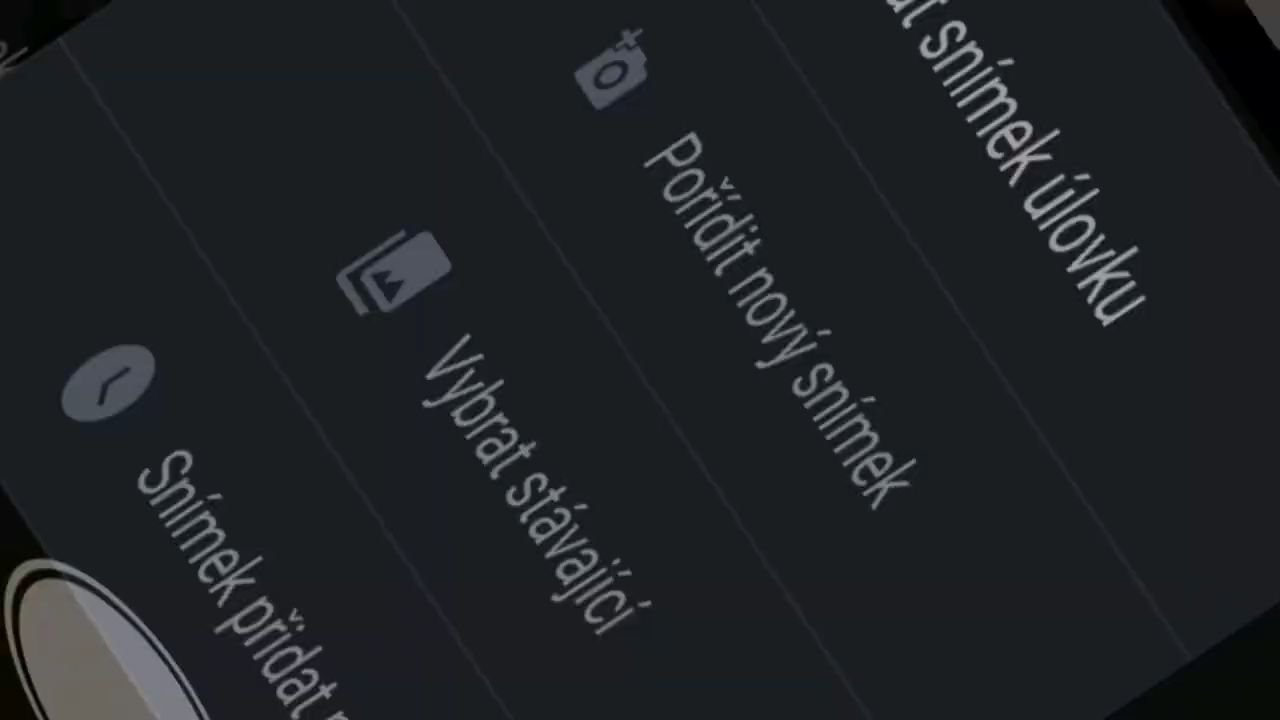 snímek úlovku
Pořídit nový snímek
Vybrat stávající
Snímek přidat